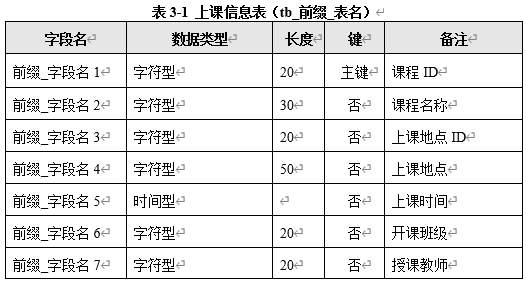 表 3-1 上课信息表（tb_前缀_表名）
字段名 数据类型 长度 键 备注
前缀_字段名 1 字符型 20 主键 课程 ID
前缀_字段名 2 字符型 30 否 课程名称
前缀_字段名 3 字符型 20 否 上课地点 ID
前缀_字段名 4 字符型 50 否 上课地点
前缀_字段名 5 时间型 否 上课时间
前缀_字段名 6 字符型 20 否 开课班级
前缀_字段名 7 字符型 20 否 授课教师